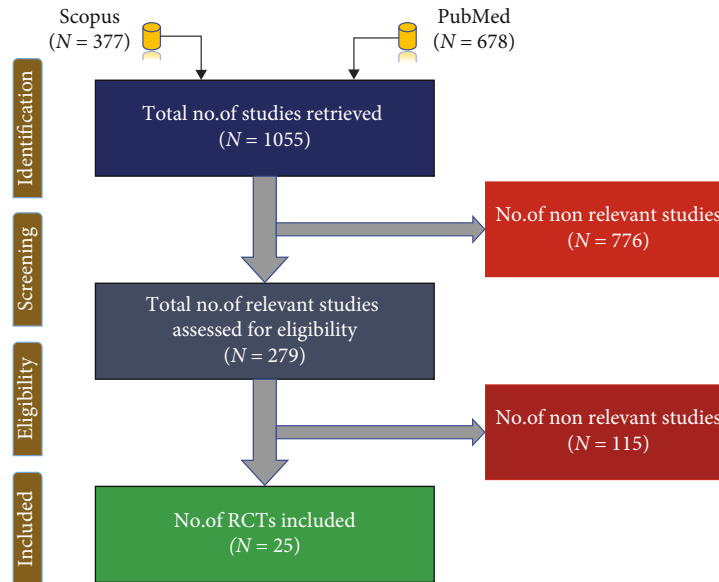 Scopus
(N = 377)
PubMed
(N = 678)
Identification
Total no.of studies retrieved
(N = 1055)
No.of non relevant studies
(N = 776)
Screening
Total no.of relevant studies
assessed for eligibility
(N = 279)
Eligibility
No.of non relevant studies
(N = 115)
Included
No.of RCTs included
(N = 25)